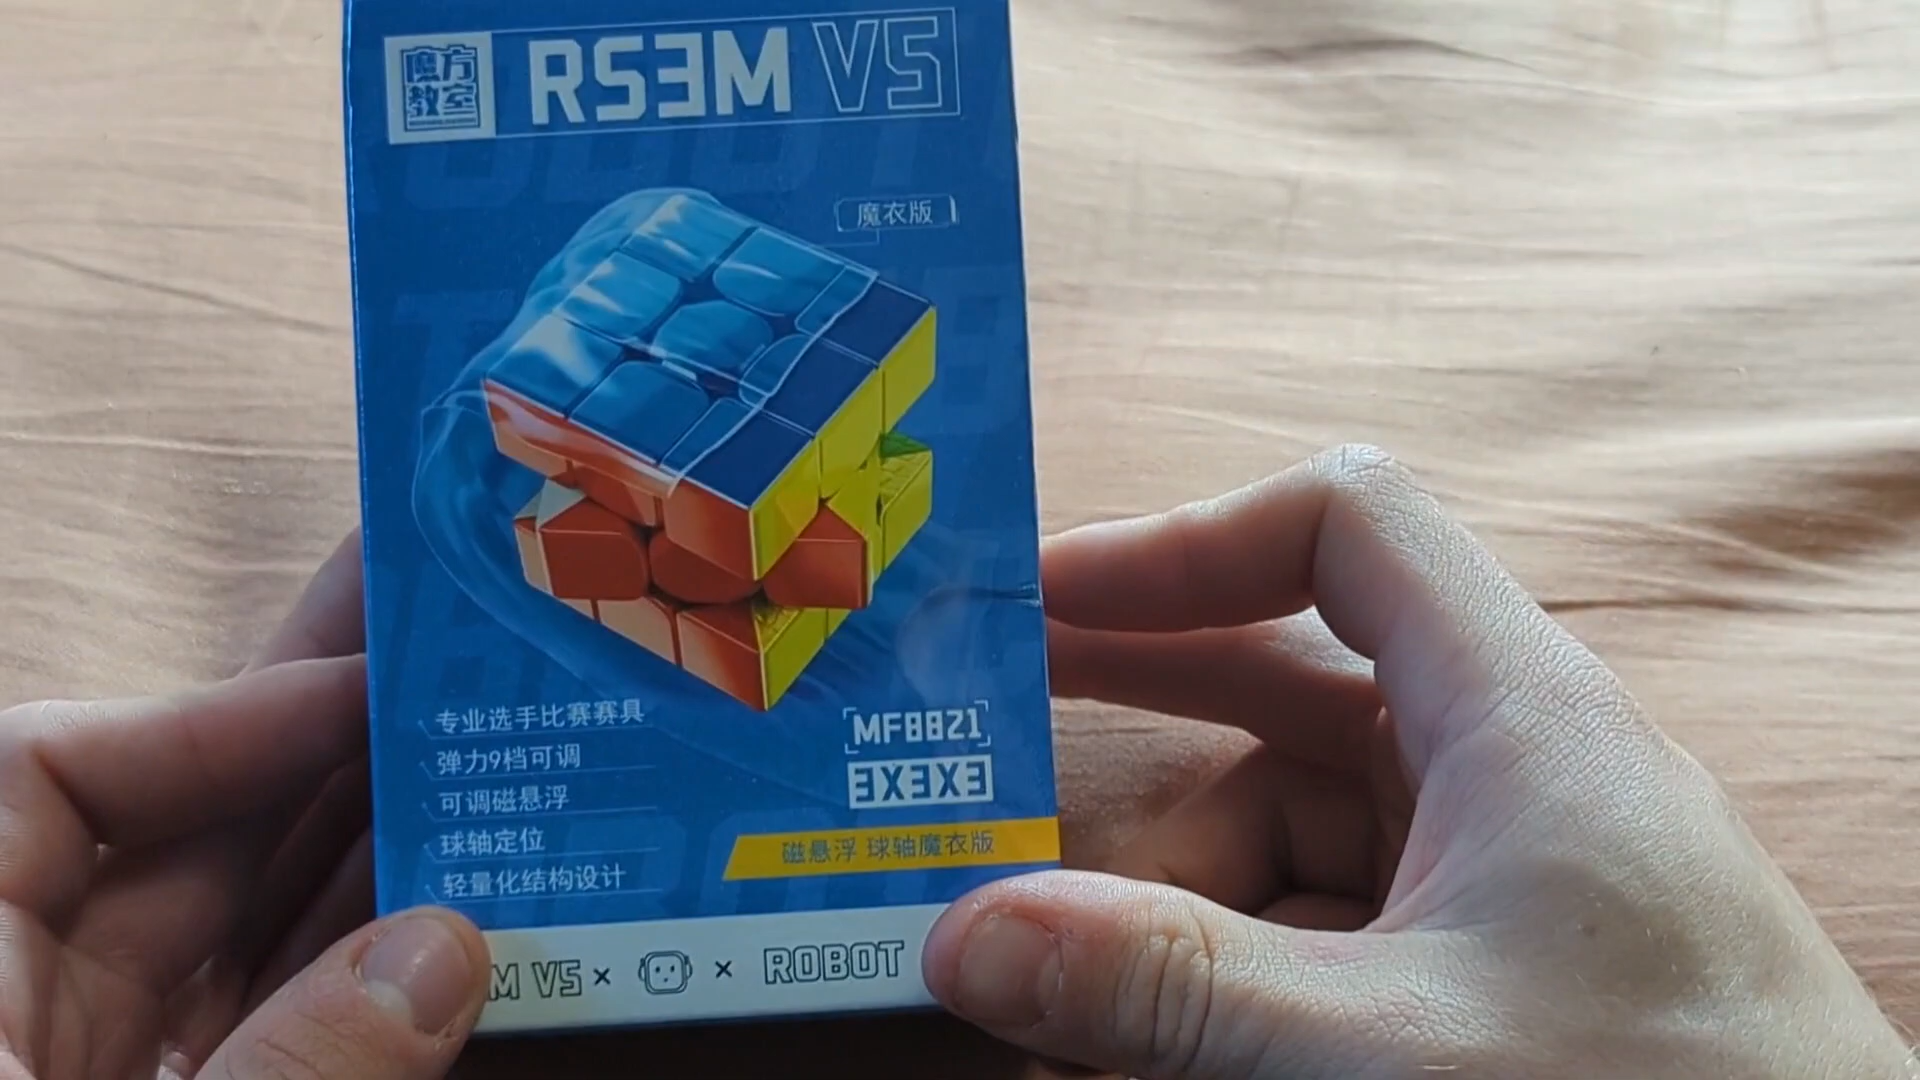 魔方
教室
RS3M V5
魔衣版
专业选手比赛赛具
弹力9档可调
可调磁悬浮
球轴定位
轻量化结构设计
MF8821
3X3X3
磁悬浮 球轴魔衣版
M V5 × × ROBOT